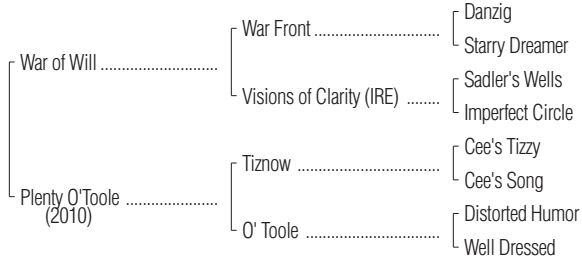 Danzig
War Front ..............................
Starry Dreamer
War of Will ............................
Sadler's Wells
Visions of Clarity (IRE) ........
Imperfect Circle
Cee's Tizzy
Tiznow .................................
Cee's Song
Plenty O'Toole ......................
(2010)
Distorted Humor
O' Toole ................................
Well Dressed